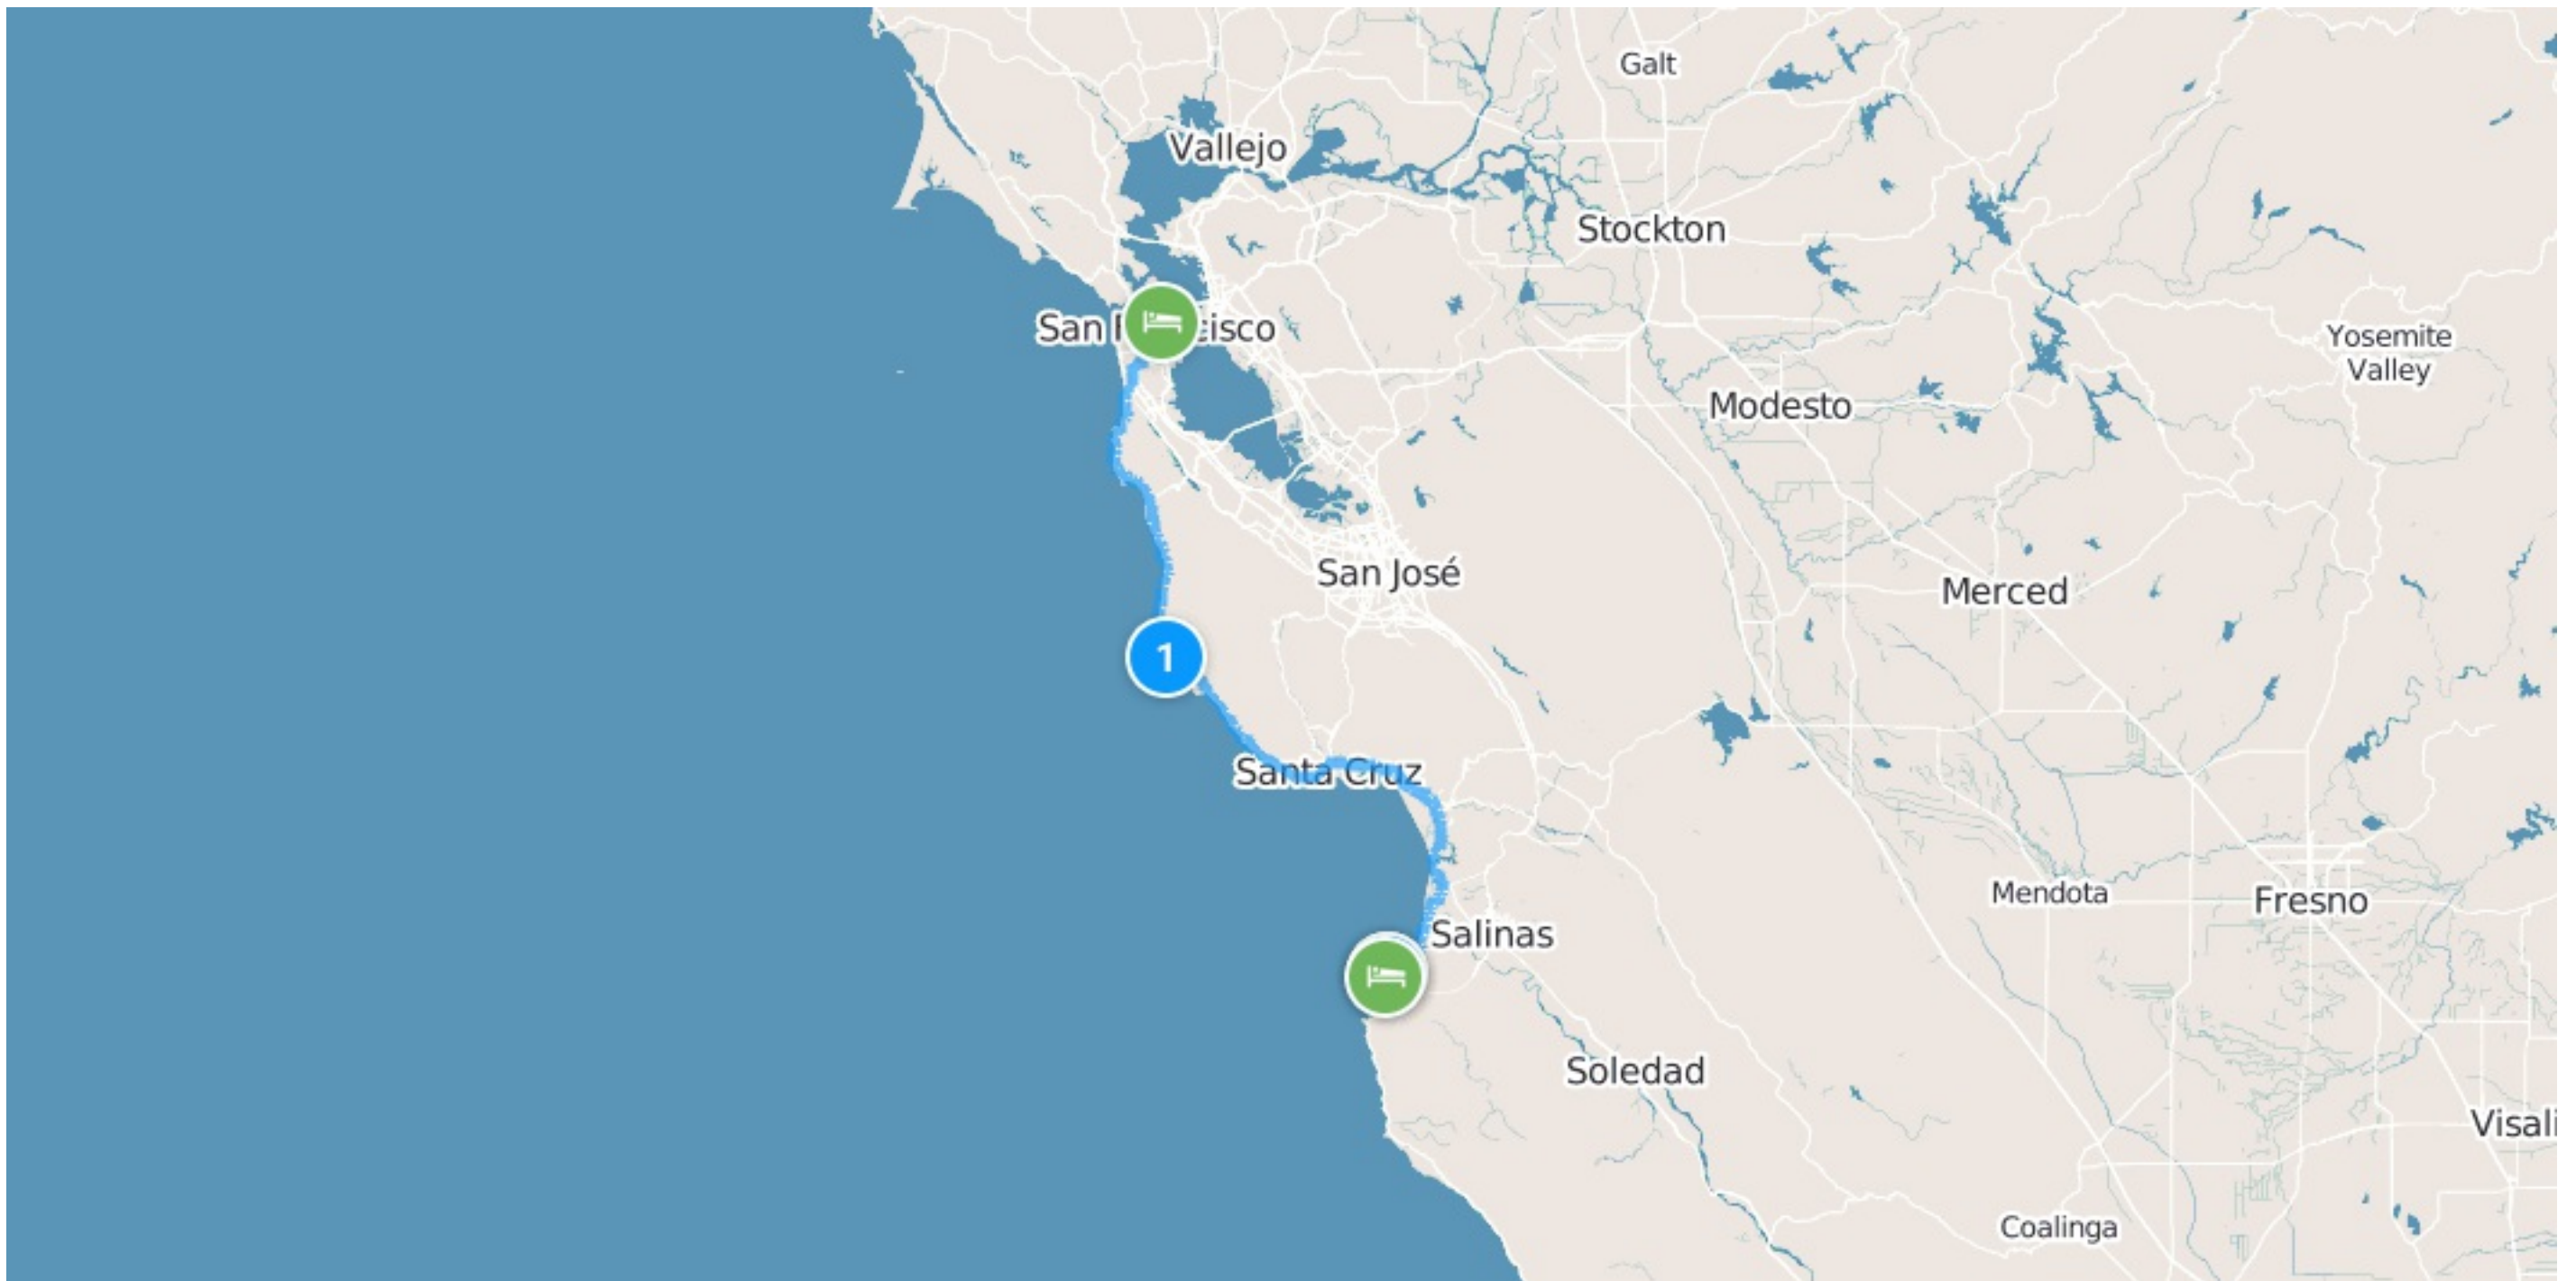 Galt
Vallejo
Stockton
San F cisco
Yosemite
Valley
Modesto
San José
Merced
1
Santa Cruz
Mendota
Fresno
Salinas
Soledad
Visali
Coalinga